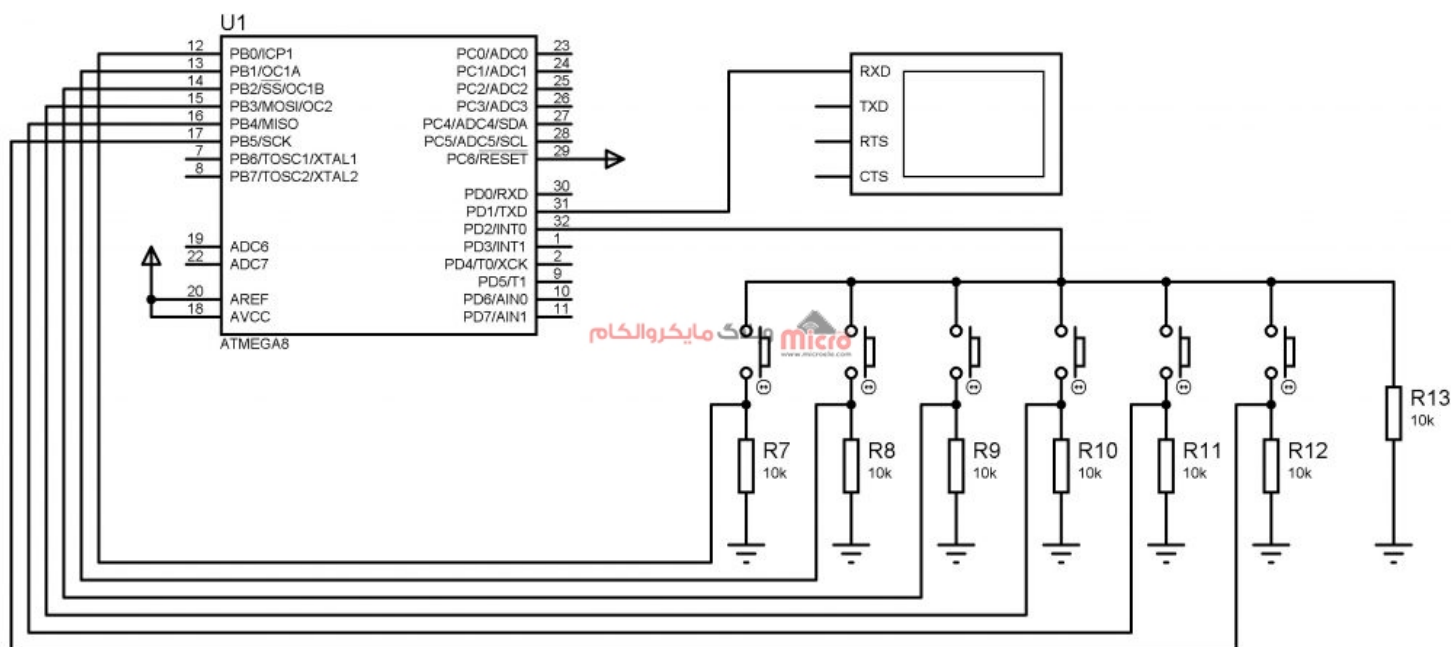 U1
12
13
14
15
16
17
7
8
19
22
20
18
PB0/ICP1
PB1/OC1A
PB2/SS/OC1B
PB3/MOSI/OC2
PB4/MISO
PB5/SCK
PB6/TOSC1/XTAL1
PB7/TOSC2/XTAL2
ADC6
ADC7
AREF
AVCC
PC0/ADC0
PC1/ADC1
PC2/ADC2
PC3/ADC3
PC4/ADC4/SDA
PC5/ADC5/SCL
PC6/RESET
PD0/RXD
PD1/TXD
PD2/INT0
PD3/INT1
PD4/T0/XCK
PD5/T1
PD6/AIN0
PD7/AIN1
23
24
25
26
27
28
29
30
31
32
1
2
9
10
11
ATMEGA8
RXD
TXD
RTS
CTS
وبلاگ مایکروالکام
Micro
www.microele.com
R7
10k
R8
10k
R9
10k
R10
10k
R11
10k
R12
10k
R13
10k